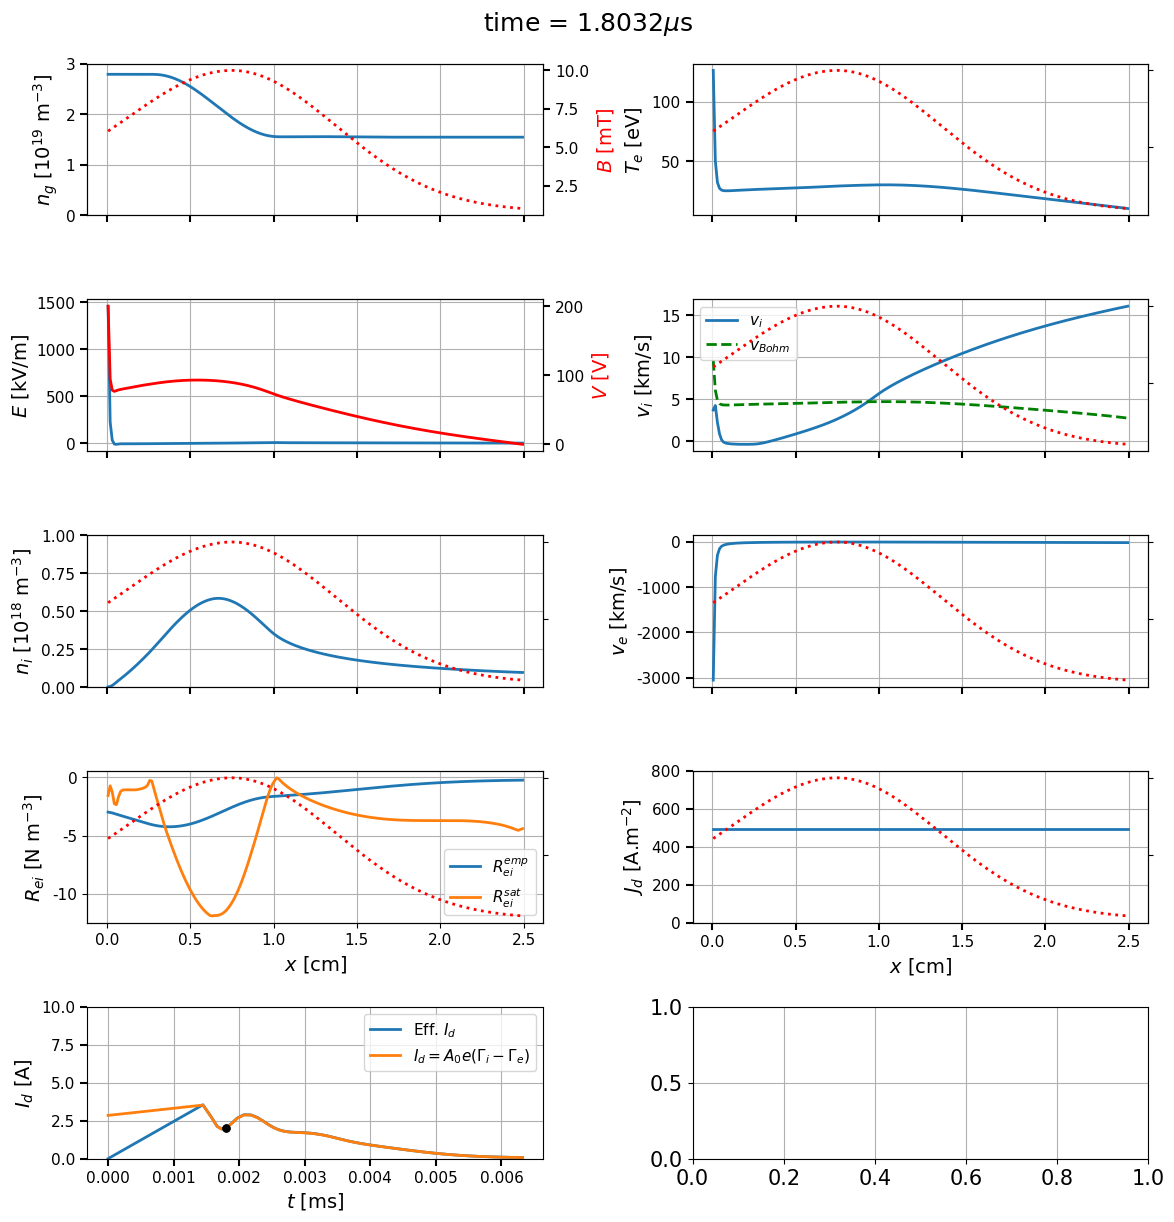 time = 1.8032μs
n_g [10^19 m^−3]
3
2
1
0
10.0
7.5
5.0
2.5
B [mT]
T_e [eV]
100
50
E [kV/m]
1500
1000
500
0
200
100
0
V [V]
v_i [km/s]
15
10
5
0
v_i
v_Bohm
n_i [10^18 m^−3]
1.00
0.75
0.50
0.25
0.00
v_e [km/s]
0
-1000
-2000
-3000
R_ei [N m^−3]
0
-5
-10
R_ei^emp
R_ei^sat
0.0 0.5 1.0 1.5 2.0 2.5
x [cm]
J_d [A.m^−2]
800
600
400
200
0
0.0 0.5 1.0 1.5 2.0 2.5
x [cm]
I_d [A]
10.0
7.5
5.0
2.5
0.0
Eff. I_d
I_d = A_0e(Γ_i − Γ_e)
0.000 0.001 0.002 0.003 0.004 0.005 0.006
t [ms]
1.0
0.5
0.0
0.0 0.2 0.4 0.6 0.8 1.0